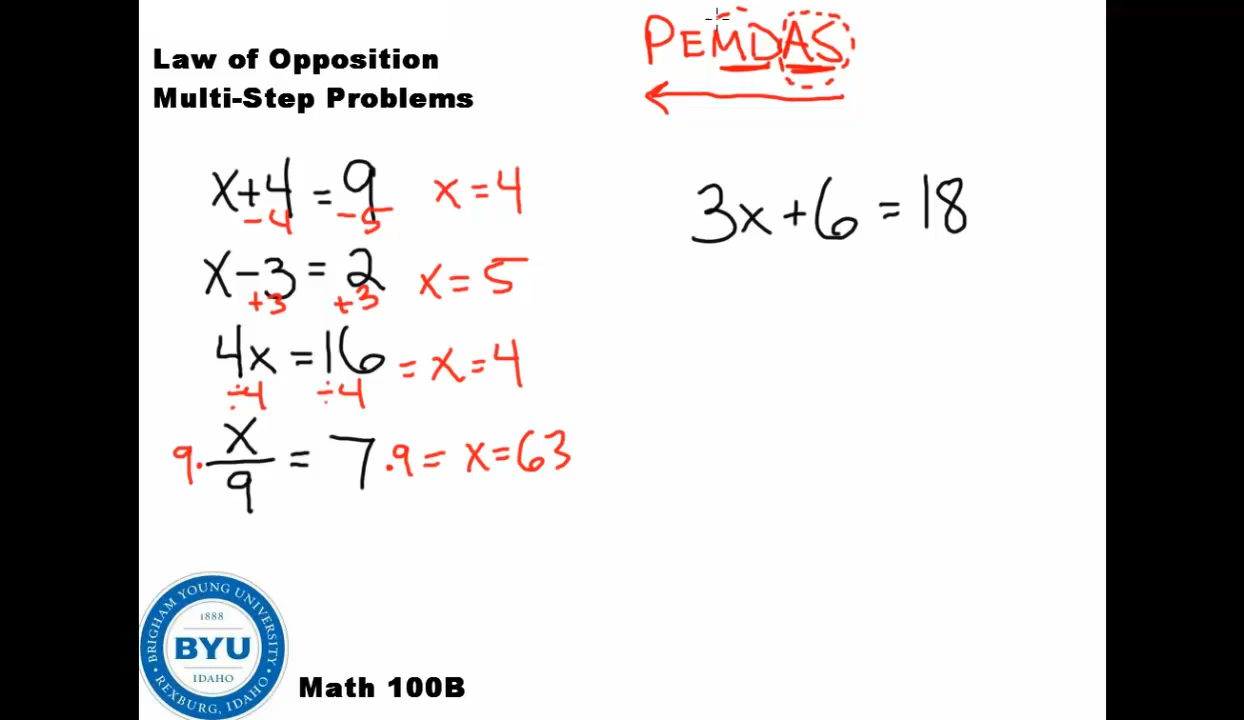 PEMDAS
Law of Opposition
Multi-Step Problems
x+4=9 x=4
-4 -5
x-3=2 x=5
+3 +3
4x=16 = x=4
÷4 ÷4
9· x/9 = 7 ·9 = x=63
3x+6=18
BRIGHAM YOUNG UNIVERSITY
1888
BYU
IDAHO
REXBURG, IDAHO
Math 100B